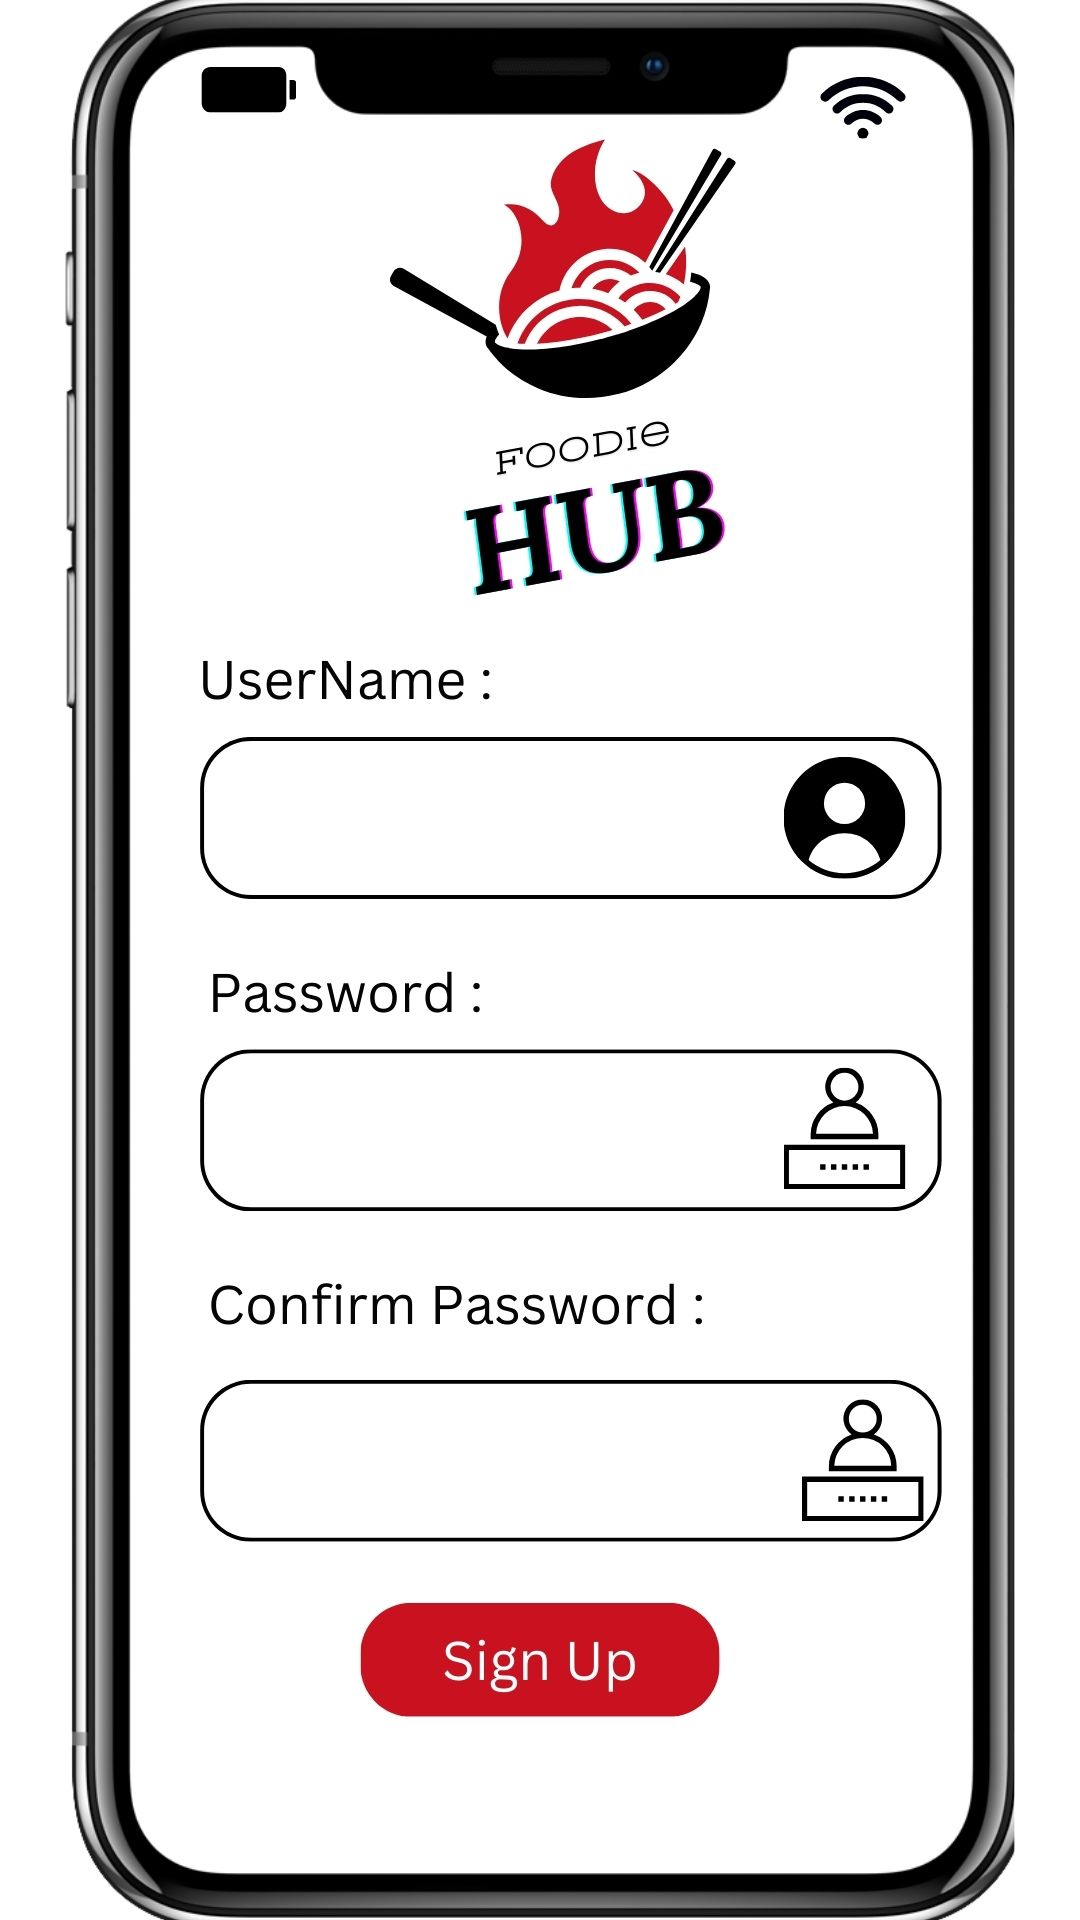 FOODIe
HUB
UserName :
Password :
Confirm Password :
Sign Up